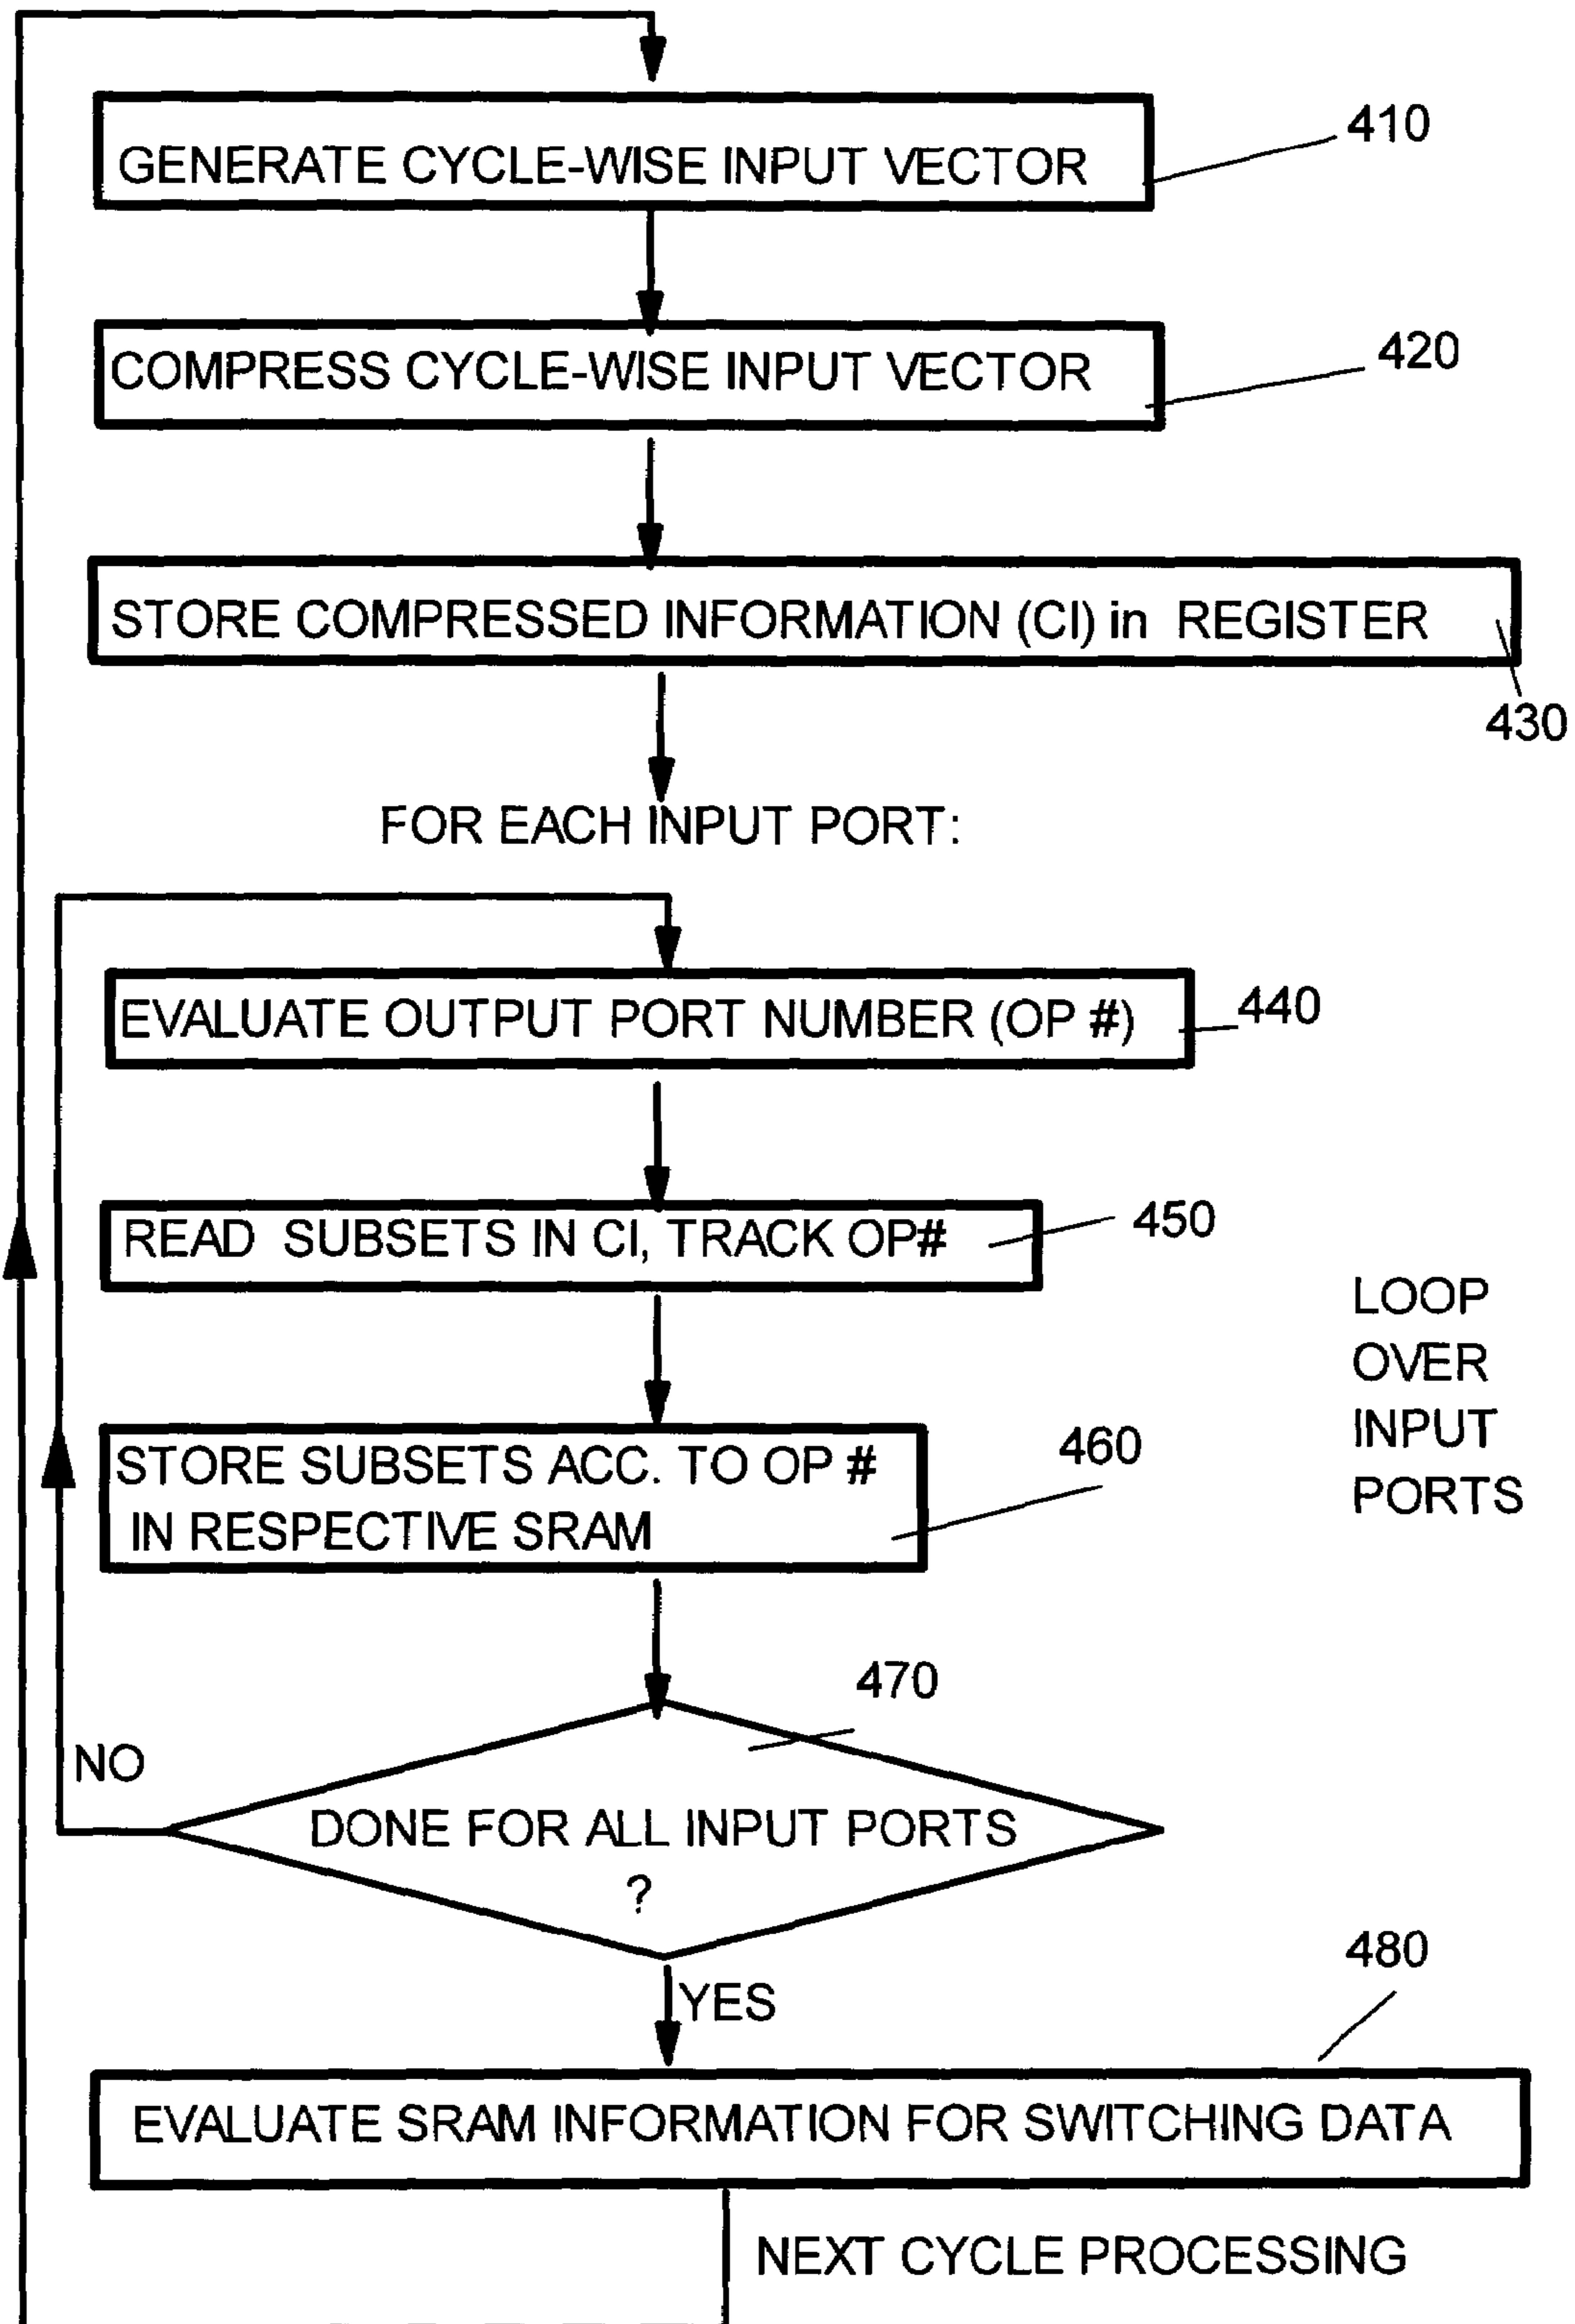 GENERATE CYCLE-WISE INPUT VECTOR
410
COMPRESS CYCLE-WISE INPUT VECTOR
420
STORE COMPRESSED INFORMATION (CI) in REGISTER
430
FOR EACH INPUT PORT:
EVALUATE OUTPUT PORT NUMBER (OP #)
440
READ SUBSETS IN CI, TRACK OP#
450
LOOP
OVER
INPUT
PORTS
STORE SUBSETS ACC. TO OP #
IN RESPECTIVE SRAM
460
470
NO
DONE FOR ALL INPUT PORTS
?
YES
480
EVALUATE SRAM INFORMATION FOR SWITCHING DATA
NEXT CYCLE PROCESSING